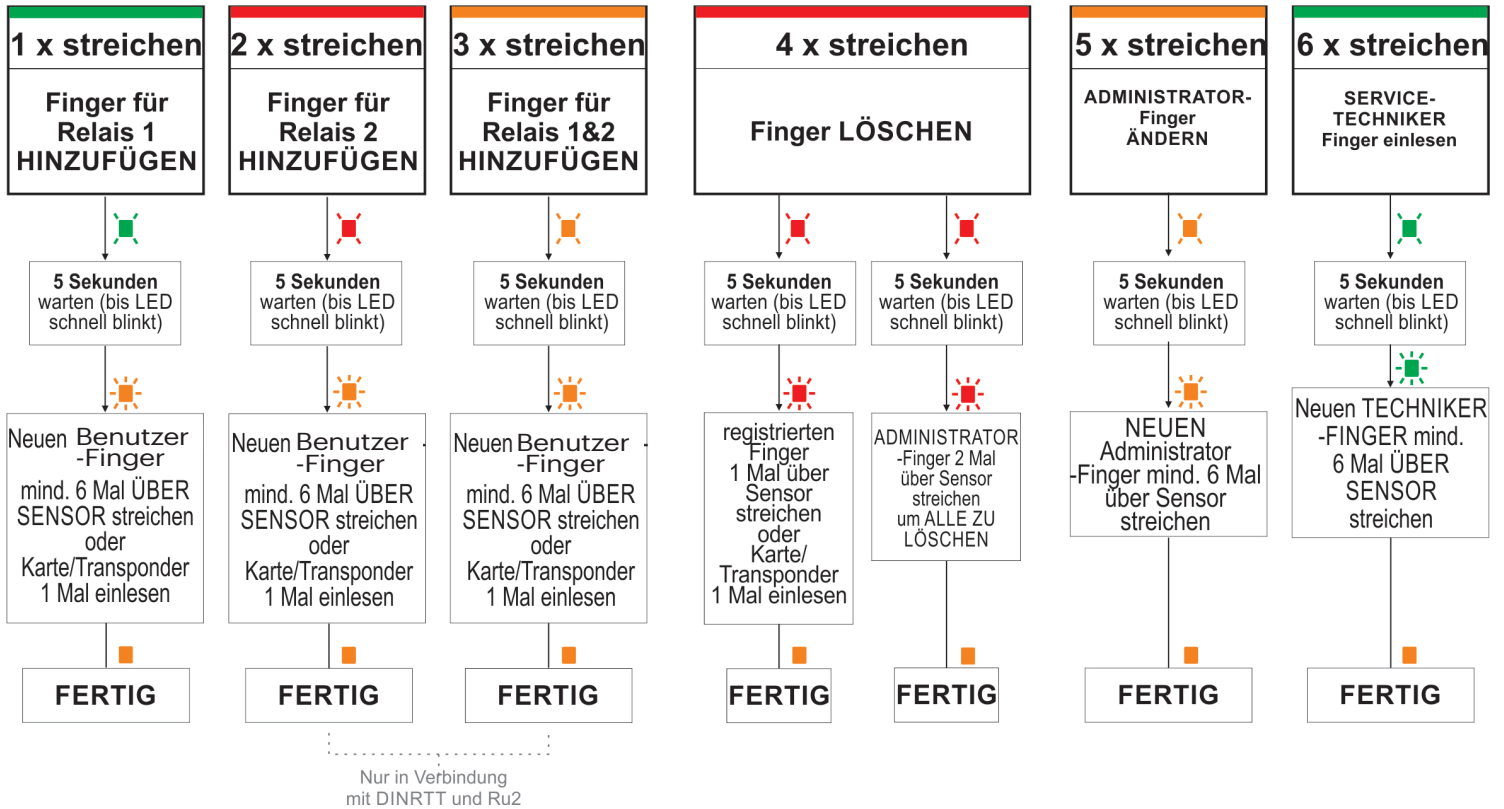 1 x streichen
Finger für
Relais 1
HINZUFÜGEN
5 Sekunden
warten (bis LED
schnell blinkt)
Neuen Benutzer
-Finger
mind. 6 Mal ÜBER
SENSOR streichen
oder
Karte/Transponder
1 Mal einlesen
FERTIG
2 x streichen
Finger für
Relais 2
HINZUFÜGEN
5 Sekunden
warten (bis LED
schnell blinkt)
Neuen Benutzer -
-Finger
mind. 6 Mal ÜBER
SENSOR streichen
oder
Karte/Transponder
1 Mal einlesen
FERTIG
3 x streichen
Finger für
Relais 1&2
HINZUFÜGEN
5 Sekunden
warten (bis LED
schnell blinkt)
Neuen Benutzer -
-Finger
mind. 6 Mal ÜBER
SENSOR streichen
oder
Karte/Transponder
1 Mal einlesen
FERTIG
Nur in Verbindung
mit DINRTT und Ru2
4 x streichen
Finger LÖSCHEN
5 Sekunden
warten (bis LED
schnell blinkt)
registrierten
Finger
1 Mal über
Sensor
streichen
oder
Karte/
Transponder
1 Mal einlesen
FERTIG
5 Sekunden
warten (bis LED
schnell blinkt)
ADMINISTRATOR
-Finger 2 Mal
über Sensor
streichen
um ALLE ZU
LÖSCHEN
FERTIG
5 x streichen
ADMINISTRATOR-
Finger
ÄNDERN
5 Sekunden
warten (bis LED
schnell blinkt)
NEUEN
Administrator
-Finger mind. 6 Mal
über Sensor
streichen
FERTIG
6 x streichen
SERVICE-
TECHNIKER
Finger einlesen
5 Sekunden
warten (bis LED
schnell blinkt)
Neuen TECHNIKER
-FINGER mind.
6 Mal ÜBER
SENSOR
streichen
FERTIG